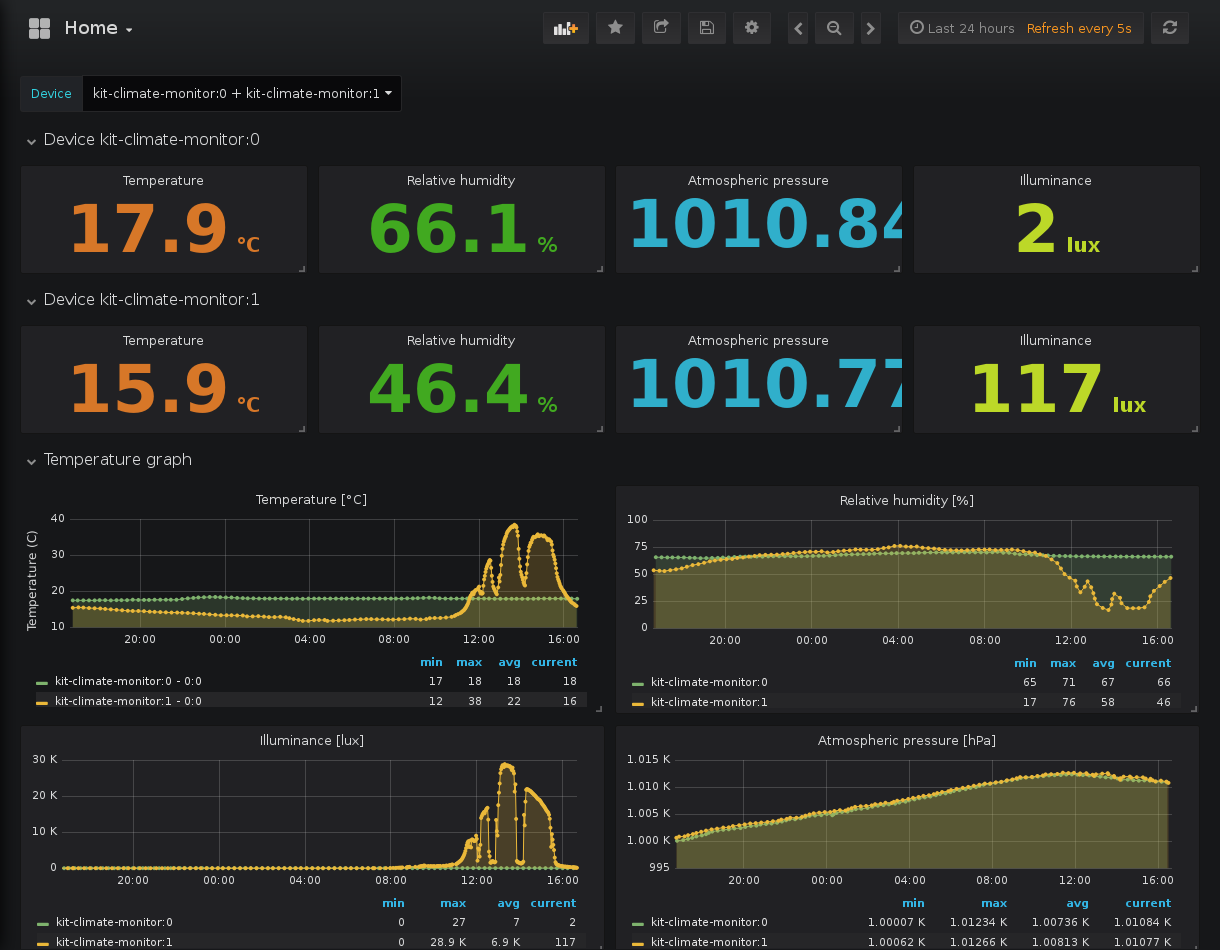 Home
Last 24 hours Refresh every 5s
Device kit-climate-monitor:0 + kit-climate-monitor:1
Device kit-climate-monitor:0
Temperature
17.9 °C
Relative humidity
66.1 %
Atmospheric pressure
1010.84
Illuminance
2 lux
Device kit-climate-monitor:1
Temperature
15.9 °C
Relative humidity
46.4 %
Atmospheric pressure
1010.77
Illuminance
117 lux
Temperature graph
Temperature [°C]
Temperature (C)
40
30
20
10
20:00 00:00 04:00 08:00 12:00 16:00
min max avg current
kit-climate-monitor:0 - 0:0 17 18 18 18
kit-climate-monitor:1 - 0:0 12 38 22 16
Relative humidity [%]
100
75
50
25
0
20:00 00:00 04:00 08:00 12:00 16:00
min max avg current
kit-climate-monitor:0 65 71 67 66
kit-climate-monitor:1 17 76 58 46
Illuminance [lux]
30 K
20 K
10 K
0
20:00 00:00 04:00 08:00 12:00 16:00
min max avg current
kit-climate-monitor:0 0 27 7 2
kit-climate-monitor:1 0 28.9 K 6.9 K 117
Atmospheric pressure [hPa]
1.015 K
1.010 K
1.005 K
1.000 K
995
20:00 00:00 04:00 08:00 12:00 16:00
min max avg current
kit-climate-monitor:0 1.00007 K 1.01234 K 1.00736 K 1.01084 K
kit-climate-monitor:1 1.00062 K 1.01266 K 1.00813 K 1.01077 K